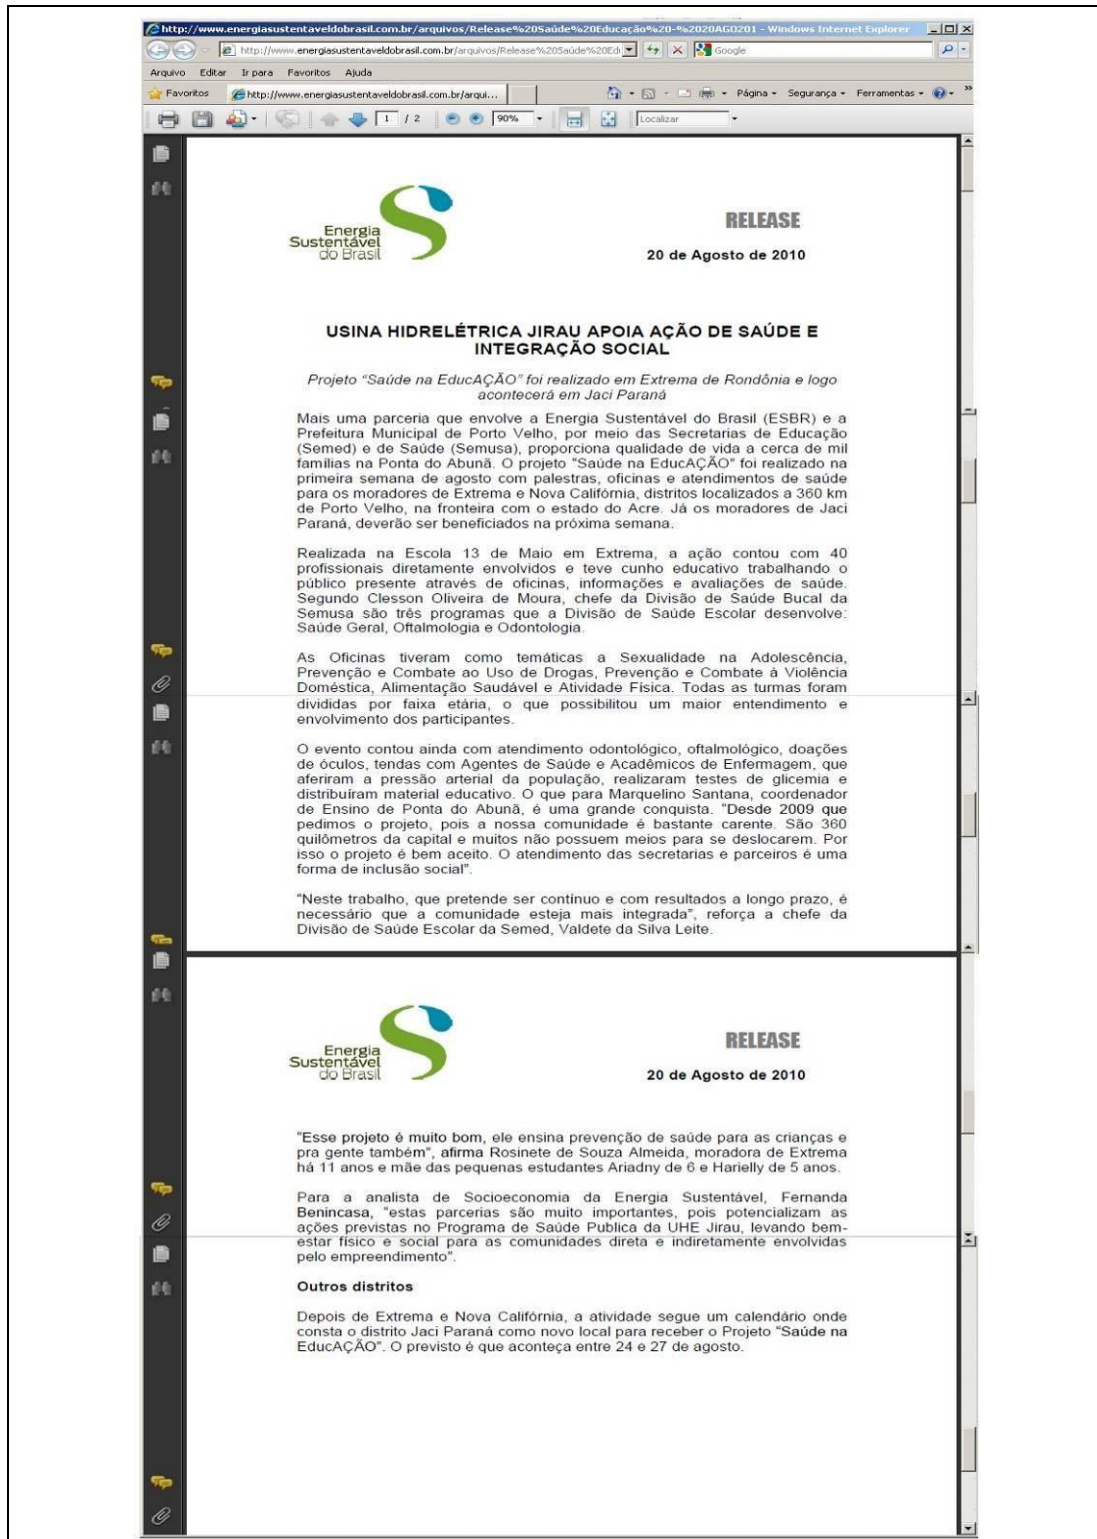 http://www.energiasustentaveldobrasil.com.br/arquivos/Release%20Saúde%20Educação%20-%2020AGO201 - Windows Internet Explorer
http://www.energiasustentaveldobrasil.com.br/arquivos/Release%20Saúde%20Edu
Google
Arquivo Editar Ir para Favoritos Ajuda
Favoritos http://www.energiasustentaveldobrasil.com.br/arqui... Página Segurança Ferramentas
1 / 2 90% Localizar
Energia
Sustentável
do Brasil
RELEASE
20 de Agosto de 2010
USINA HIDRELÉTRICA JIRAU APOIA AÇÃO DE SAÚDE E
INTEGRAÇÃO SOCIAL
Projeto “Saúde na EducAÇÃO” foi realizado em Extrema de Rondônia e logo
acontecerá em Jaci Paraná
Mais uma parceria que envolve a Energia Sustentável do Brasil (ESBR) e a
Prefeitura Municipal de Porto Velho, por meio das Secretarias de Educação
(Semed) e de Saúde (Semusa), proporciona qualidade de vida a cerca de mil
famílias na Ponta do Abunã. O projeto "Saúde na EducAÇÃO" foi realizado na
primeira semana de agosto com palestras, oficinas e atendimentos de saúde
para os moradores de Extrema e Nova Califórnia, distritos localizados a 360 km
de Porto Velho, na fronteira com o estado do Acre. Já os moradores de Jaci
Paraná, deverão ser beneficiados na próxima semana.
Realizada na Escola 13 de Maio em Extrema, a ação contou com 40
profissionais diretamente envolvidos e teve cunho educativo trabalhando o
público presente através de oficinas, informações e avaliações de saúde.
Segundo Clesson Oliveira de Moura, chefe da Divisão de Saúde Bucal da
Semusa são três programas que a Divisão de Saúde Escolar desenvolve:
Saúde Geral, Oftalmologia e Odontologia.
As Oficinas tiveram como temáticas a Sexualidade na Adolescência,
Prevenção e Combate ao Uso de Drogas, Prevenção e Combate à Violência
Doméstica, Alimentação Saudável e Atividade Física. Todas as turmas foram
divididas por faixa etária, o que possibilitou um maior entendimento e
envolvimento dos participantes.
O evento contou ainda com atendimento odontológico, oftalmológico, doações
de óculos, tendas com Agentes de Saúde e Acadêmicos de Enfermagem, que
aferiram a pressão arterial da população, realizaram testes de glicemia e
distribuíram material educativo. O que para Marquelino Santana, coordenador
de Ensino de Ponta do Abunã, é uma grande conquista. “Desde 2009 que
pedimos o projeto, pois a nossa comunidade é bastante carente. São 360
quilômetros da capital e muitos não possuem meios para se deslocarem. Por
isso o projeto é bem aceito. O atendimento das secretarias e parceiros é uma
forma de inclusão social”.
“Neste trabalho, que pretende ser contínuo e com resultados a longo prazo, é
necessário que a comunidade esteja mais integrada”, reforça a chefe da
Divisão de Saúde Escolar da Semed, Valdete da Silva Leite.
Energia
Sustentável
do Brasil
RELEASE
20 de Agosto de 2010
“Esse projeto é muito bom, ele ensina prevenção de saúde para as crianças e
pra gente também”, afirma Rosinete de Souza Almeida, moradora de Extrema
há 11 anos e mãe das pequenas estudantes Ariadny de 6 e Harielly de 5 anos.
Para a analista de Socioeconomia da Energia Sustentável, Fernanda
Benincasa, “estas parcerias são muito importantes, pois potencializam as
ações previstas no Programa de Saúde Publica da UHE Jirau, levando bem-
estar físico e social para as comunidades direta e indiretamente envolvidas
pelo empreendimento”.
Outros distritos
Depois de Extrema e Nova Califórnia, a atividade segue um calendário onde
consta o distrito Jaci Paraná como novo local para receber o Projeto “Saúde na
EducAÇÃO”. O previsto é que aconteça entre 24 e 27 de agosto.